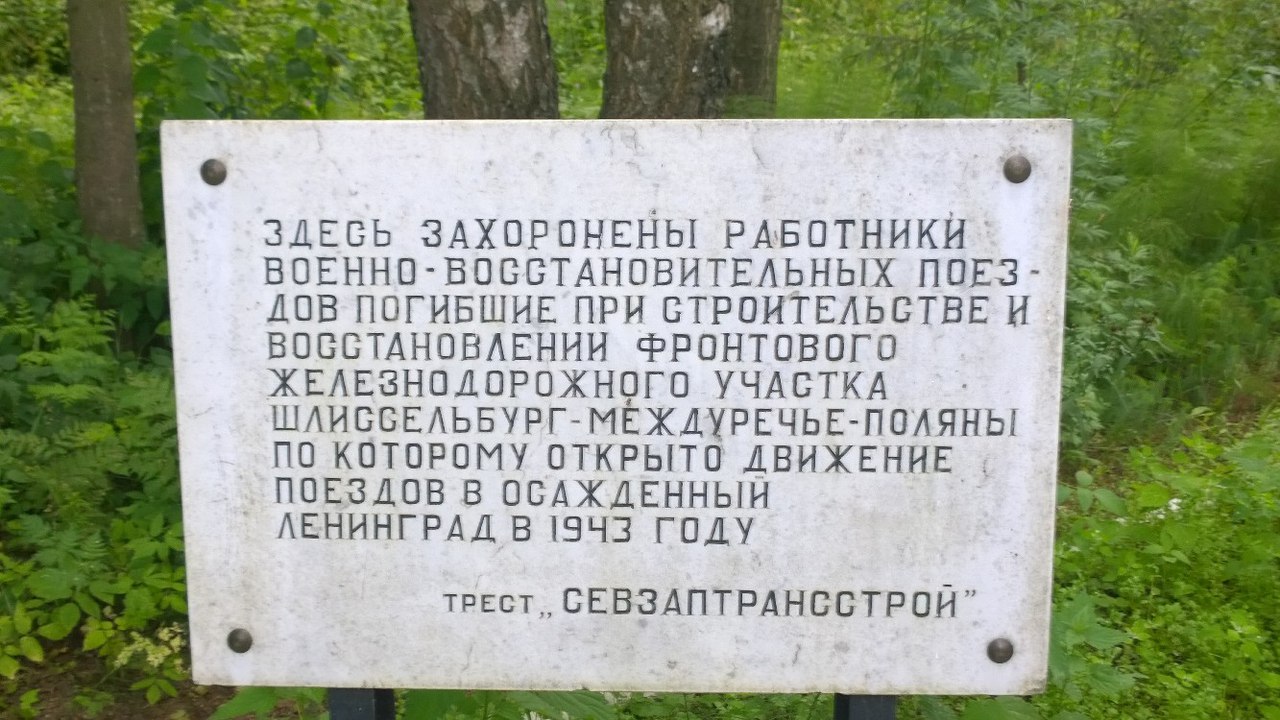 ЗДЕСЬ ЗАХОРОНЕНЫ РАБОТНИКИ
ВОЕННО-ВОССТАНОВИТЕЛЬНЫХ ПОЕЗ-
ДОВ ПОГИБШИЕ ПРИ СТРОИТЕЛЬСТВЕ И
ВОССТАНОВЛЕНИИ ФРОНТОВОГО
ЖЕЛЕЗНОДОРОЖНОГО УЧАСТКА
ШЛИССЕЛЬБУРГ-МЕЖДУРЕЧЬЕ-ПОЛЯНЫ
ПО КОТОРОМУ ОТКРЫТО ДВИЖЕНИЕ
ПОЕЗДОВ В ОСАЖДЕННЫЙ
ЛЕНИНГРАД В 1943 ГОДУ
ТРЕСТ „СЕВЗАПТРАНССТРОЙ”